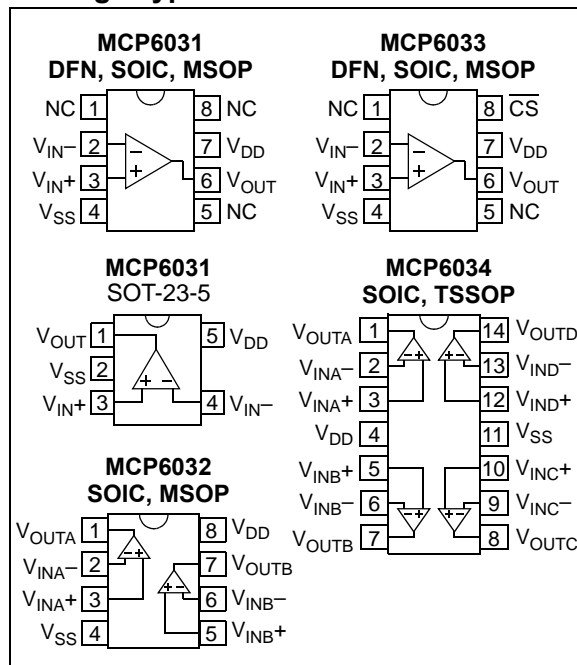 MCP6031
DFN, SOIC, MSOP
NC 1 8 NC
VIN– 2 7 VDD
VIN+ 3 6 VOUT
VSS 4 5 NC
– +
MCP6033
DFN, SOIC, MSOP
NC 1 8 C̅S̅
VIN– 2 7 VDD
VIN+ 3 6 VOUT
VSS 4 5 NC
– +
MCP6031
SOT-23-5
VOUT 1 5 VDD
VSS 2
VIN+ 3 4 VIN–
+ –
MCP6034
SOIC, TSSOP
VOUTA 1 14 VOUTD
VINA– 2 13 VIND–
VINA+ 3 12 VIND+
VDD 4 11 VSS
VINB+ 5 10 VINC+
VINB– 6 9 VINC–
VOUTB 7 8 VOUTC
– + + –
– + + –
MCP6032
SOIC, MSOP
VOUTA 1 8 VDD
VINA– 2 7 VOUTB
VINA+ 3 6 VINB–
VSS 4 5 VINB+
– + + –